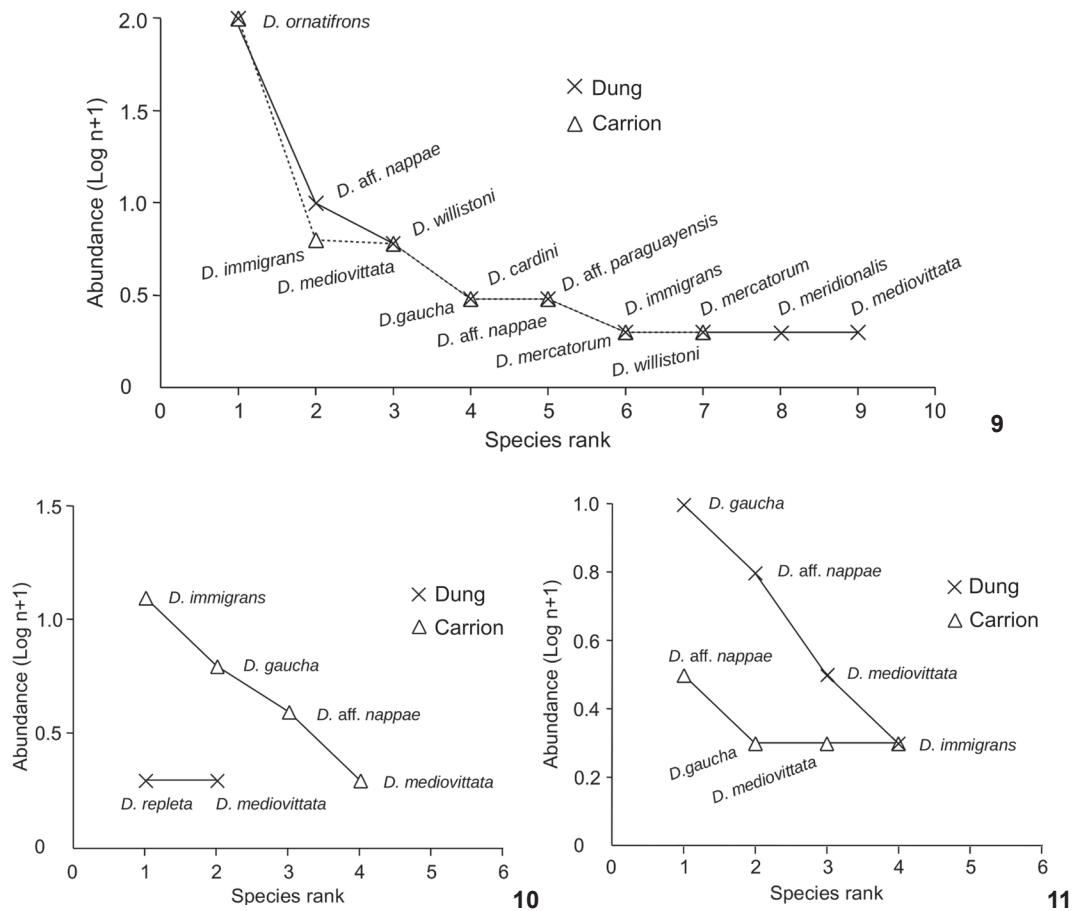 2.0
1.5
1.0
0.5
0
Abundance (Log n+1)
D. ornatifrons
Dung
Carrion
D. aff. nappae
D. willistoni
D. immigrans
D. mediovittata
D. cardini
D. aff. paraguayensis
D.gaucha
D. aff. nappae
D. immigrans
D. mercatorum
D. meridionalis
D. mediovittata
D. mercatorum
D. willistoni
0 1 2 3 4 5 6 7 8 9 10
Species rank
9
1.5
1.0
0.5
0
Abundance (Log n+1)
D. immigrans
Dung
Carrion
D. gaucha
D. aff. nappae
D. mediovittata
D. repleta D. mediovittata
0 1 2 3 4 5 6
Species rank
10
1.0
0.8
0.6
0.4
0.2
0
Abundance (Log n+1)
D. gaucha
D. aff. nappae
Dung
Carrion
D. aff. nappae
D. mediovittata
D.gaucha
D. mediovittata
D. immigrans
0 1 2 3 4 5 6
Species rank
11